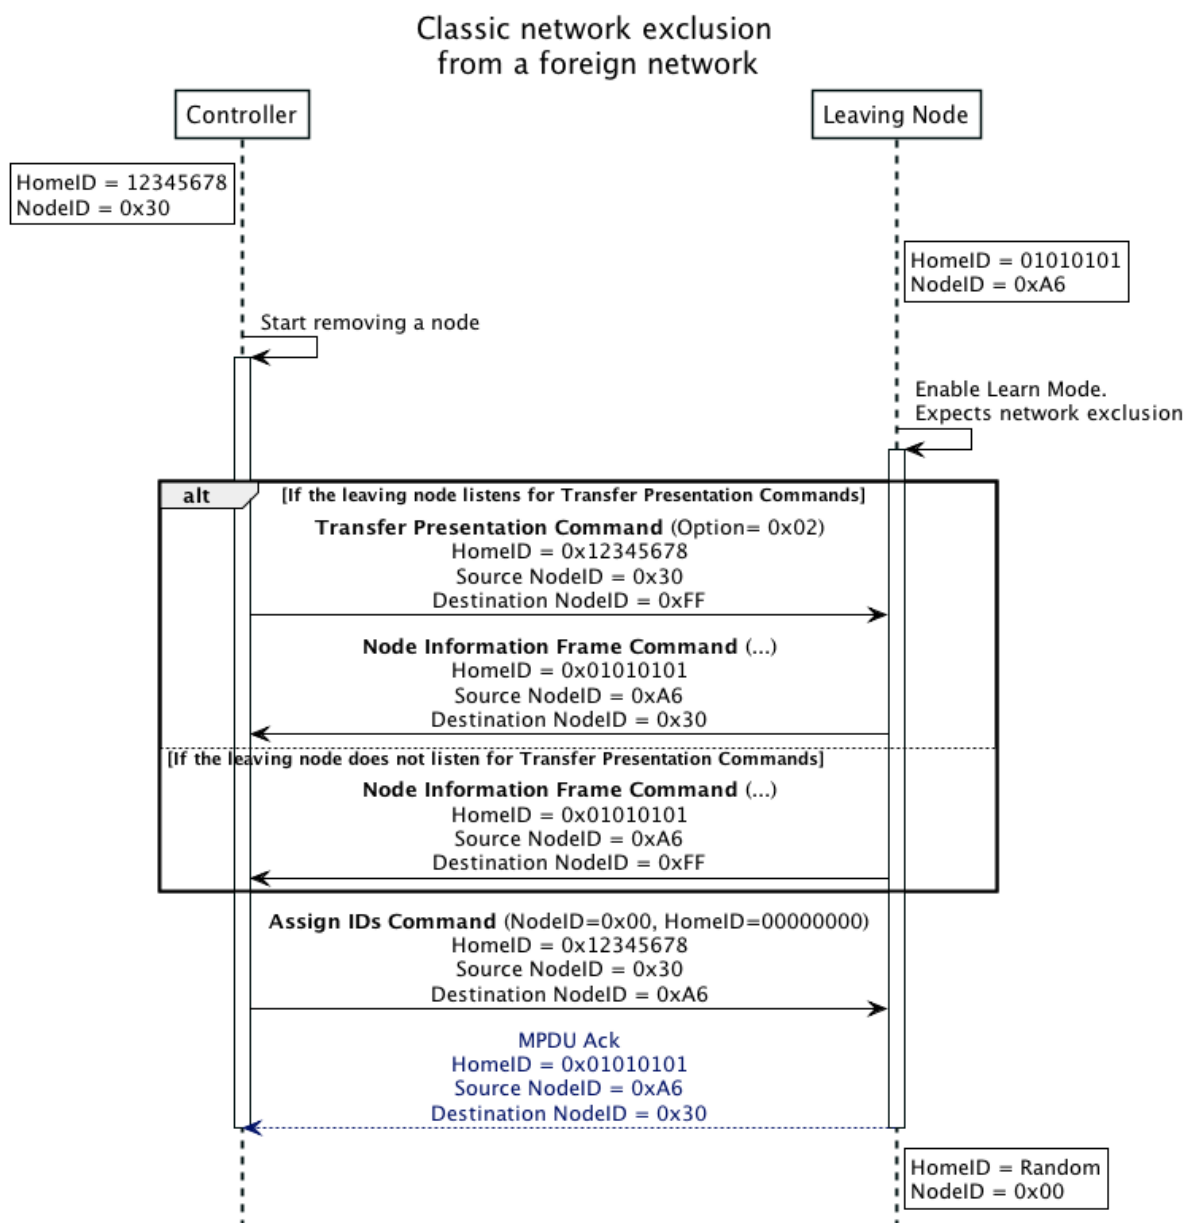 Classic network exclusion
from a foreign network
Controller
Leaving Node
HomeID = 12345678
NodeID = 0x30
HomeID = 01010101
NodeID = 0xA6
Start removing a node
Enable Learn Mode.
Expects network exclusion
alt
[If the leaving node listens for Transfer Presentation Commands]
Transfer Presentation Command (Option= 0x02)
HomeID = 0x12345678
Source NodeID = 0x30
Destination NodeID = 0xFF
Node Information Frame Command (...)
HomeID = 0x01010101
Source NodeID = 0xA6
Destination NodeID = 0x30
[If the leaving node does not listen for Transfer Presentation Commands]
Node Information Frame Command (...)
HomeID = 0x01010101
Source NodeID = 0xA6
Destination NodeID = 0xFF
Assign IDs Command (NodeID=0x00, HomeID=00000000)
HomeID = 0x12345678
Source NodeID = 0x30
Destination NodeID = 0xA6
MPDU Ack
HomeID = 0x01010101
Source NodeID = 0xA6
Destination NodeID = 0x30
HomeID = Random
NodeID = 0x00